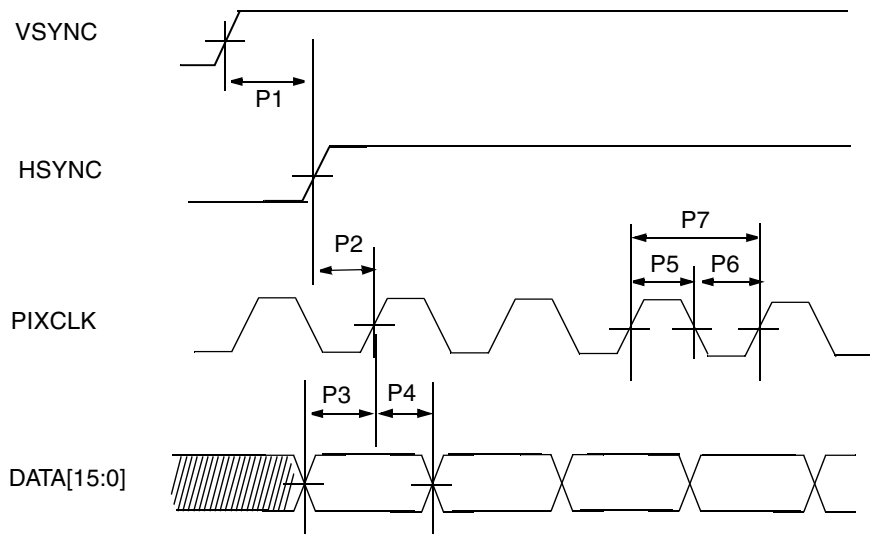 VSYNC
P1
HSYNC
P2
P7
P5
P6
PIXCLK
P3
P4
DATA[15:0]